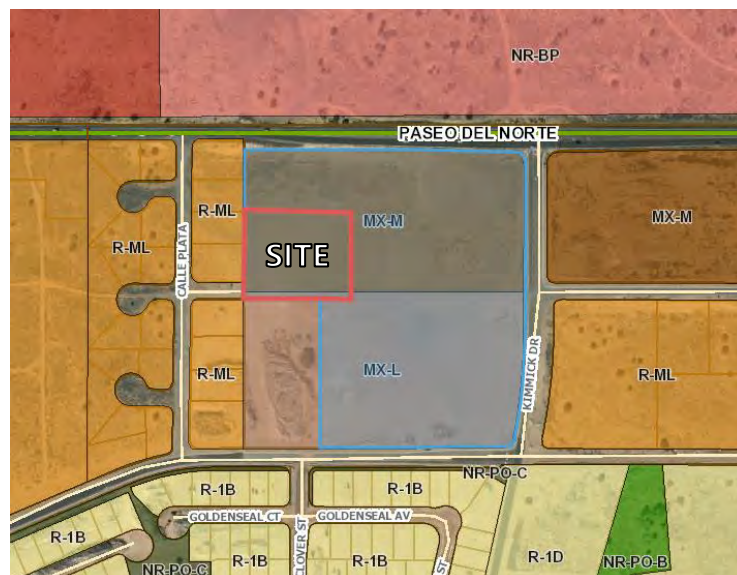 NR-BP
PASEO DEL NORTE
R-ML
MX-M
MX-M
R-ML
CALLE PLATA
SITE
R-ML
MX-L
KIMMICK DR
R-ML
NR-PO-C
R-1B
R-1B
GOLDENSEAL CT
GOLDENSEAL AV
CLOVER ST
ST
R-1B
R-1B
R-1B
R-1D
NR-PO-C
NR-PO-B